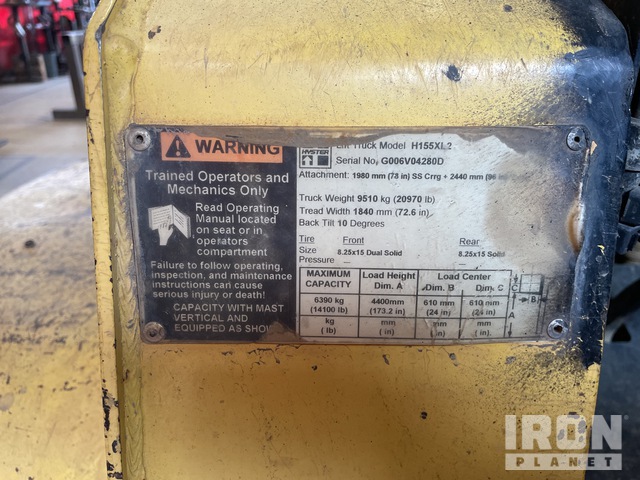 WARNING
Trained Operators and
Mechanics Only
Read Operating
Manual located
on seat or in
operators
compartment
Failure to follow operating,
inspection, and maintenance
instructions can cause
serious injury or death!
CAPACITY WITH MAST
VERTICAL AND
EQUIPPED AS SHOWN
HYSTER
Lift Truck Model H155XL2
Serial No. G006V04280D
Attachment: 1980 mm (78 in) SS Crrg + 2440 mm (96
Truck Weight 9510 kg (20970 lb)
Tread Width 1840 mm (72.6 in)
Back Tilt 10 Degrees
Tire Front Rear
Size 8.25x15 Dual Solid 8.25x15 Solid
Pressure — —
MAXIMUM CAPACITY Load Height Dim. A Load Center Dim. B Dim. C
6390 kg (14100 lb) 4400mm (173.2 in) 610 mm (24 in) 610 mm (24 in)
kg ( lb) mm ( in) mm ( in) mm ( in)
C
B
A
IRON
PLANET